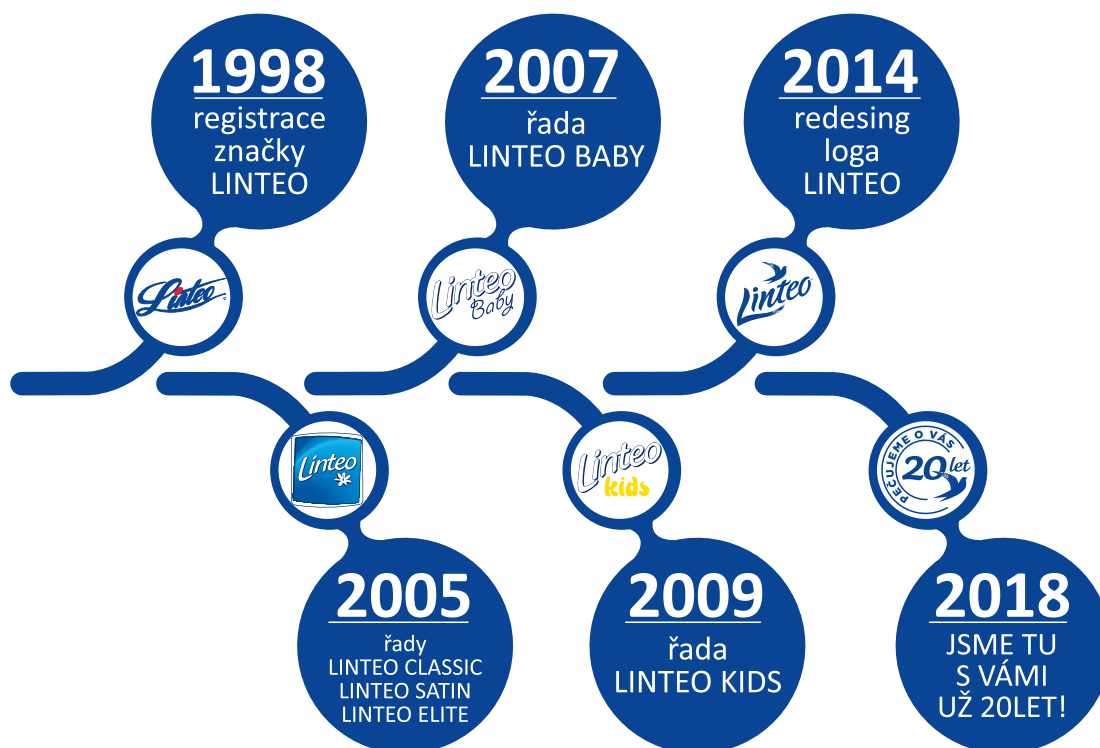 1998
registrace
značky
LINTEO
2007
řada
LINTEO BABY
2014
redesing
loga
LINTEO
Linteo
Linteo
Baby
Linteo
Linteo
Linteo
kids
PEČUJEME O VÁS
20 let
2005
řady
LINTEO CLASSIC
LINTEO SATIN
LINTEO ELITE
2009
řada
LINTEO KIDS
2018
JSME TU
S VÁMI
UŽ 20LET!